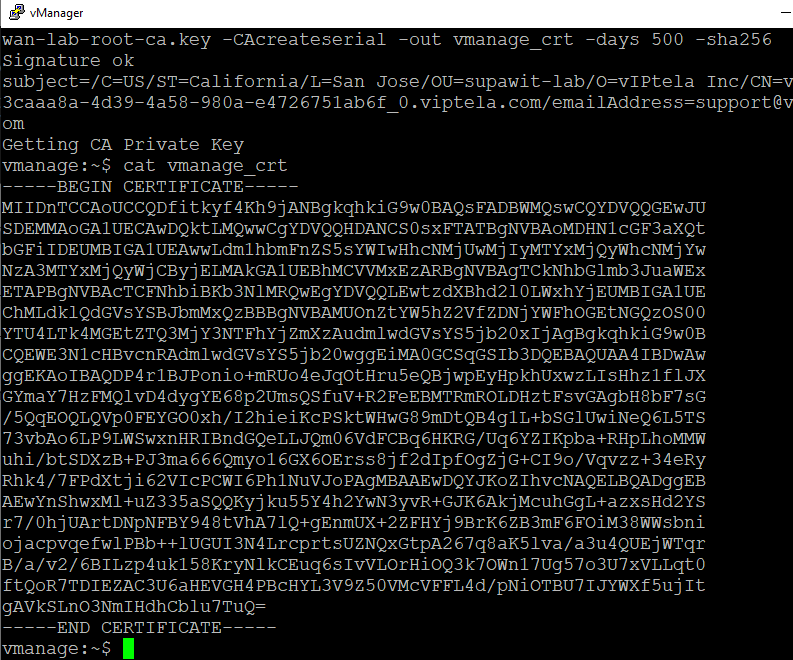 vManager
wan-lab-root-ca.key -CAcreateserial -out vmanage_crt -days 500 -sha256
Signature ok
subject=/C=US/ST=California/L=San Jose/OU=supawit-lab/O=vIPtela Inc/CN=v
3caaa8a-4d39-4a58-980a-e4726751ab6f_0.viptela.com/emailAddress=support@v
om
Getting CA Private Key
vmanage:~$ cat vmanage_crt
-----BEGIN CERTIFICATE-----
MIIDnTCCAoUCCQDfitkyf4Kh9jANBgkqhkiG9w0BAQsFADBWMQswCQYDVQQGEwJU
SDEMMAoGA1UECAwDQktLMQwwCgYDVQQHDANCS0sxFTATBgNVBAoMDHN1cGF3aXQt
bGFiIDEUMBIGA1UEAwwLdm1hbmFnZS5sYWIwHhcNMjUwMjIyMTYxMjQyWhcNMjYw
NzA3MTYxMjQyWjCByjELMAkGA1UEBhMCVVMxEzARBgNVBAgTCkNhbGlmb3JuaWEx
ETAPBgNVBAcTCFNhbiBKb3NlMRQwEgYDVQQLEwtzdXBhd2l0LWxhYjEUMBIGA1UE
ChMLdklQdGVsYSBJbmMxQzBBBgNVBAMUOnZtYW5hZ2VfZDNjYWFhOGEtNGQzOS00
YTU4LTk4MGEtZTQ3MjY3NTFhYjZmXzAudmlwdGVsYS5jb20xIjAgBgkqhkiG9w0B
CQEWE3N1cHBvcnRAdmlwdGVsYS5jb20wggEiMA0GCSqGSIb3DQEBAQUAA4IBDwAw
ggEKAoIBAQDP4r1BJPonio+mRUo4eJqOtHru5eQBjwpEyHpkhUxwzLIsHhz1flJX
GYmaY7HzFMQlvD4dygYE68p2UmsQSfuV+R2FeEBMTRmROLDHztFsvGAgbH8bF7sG
/5QqEOQLQVp0FEYGO0xh/I2hieiKcPSktWHwG89mDtQB4g1L+bSGlUwiNeQ6L5TS
73vbAo6LP9LWSwxnHRIBndGQeLLJQm06VdFCBq6HKRG/Uq6YZIKpba+RHpLhoMMW
uhi/btSDXzB+PJ3ma666Qmyo16GX6OErss8jf2dIpfOgZjG+CI9o/Vqvzz+34eRy
Rhk4/7FPdXtji62VIcPCWI6Ph1NuVJoPAgMBAAEwDQYJKoZIhvcNAQELBQADggEB
AEwYnShwxMl+uZ335aSQQKyjku55Y4h2YwN3yvR+GJK6AkjMcuhGgL+azxsHd2YS
r7/0hjUArtDNpNFBY948tVhA7lQ+gEnmUX+2ZFHYj9BrK6ZB3mF6FOiM38WWsbni
ojacpvqefwlPBb++lUGUI3N4LrcprtsUZNQxGtpA267q8aK5lva/a3u4QUEjWTqr
B/a/v2/6BILzp4uk158KryNlkCEuq6sIvVLOrHiOQ3k7OWn17Ug57o3U7xVLLqt0
ftQoR7TDIEZAC3U6aHEVGH4PBcHYL3V9Z50VMcVFFL4d/pNiOTBU7IJYWXf5ujIt
gAVkSLnO3NmIHdhCblu7TuQ=
-----END CERTIFICATE-----
vmanage:~$